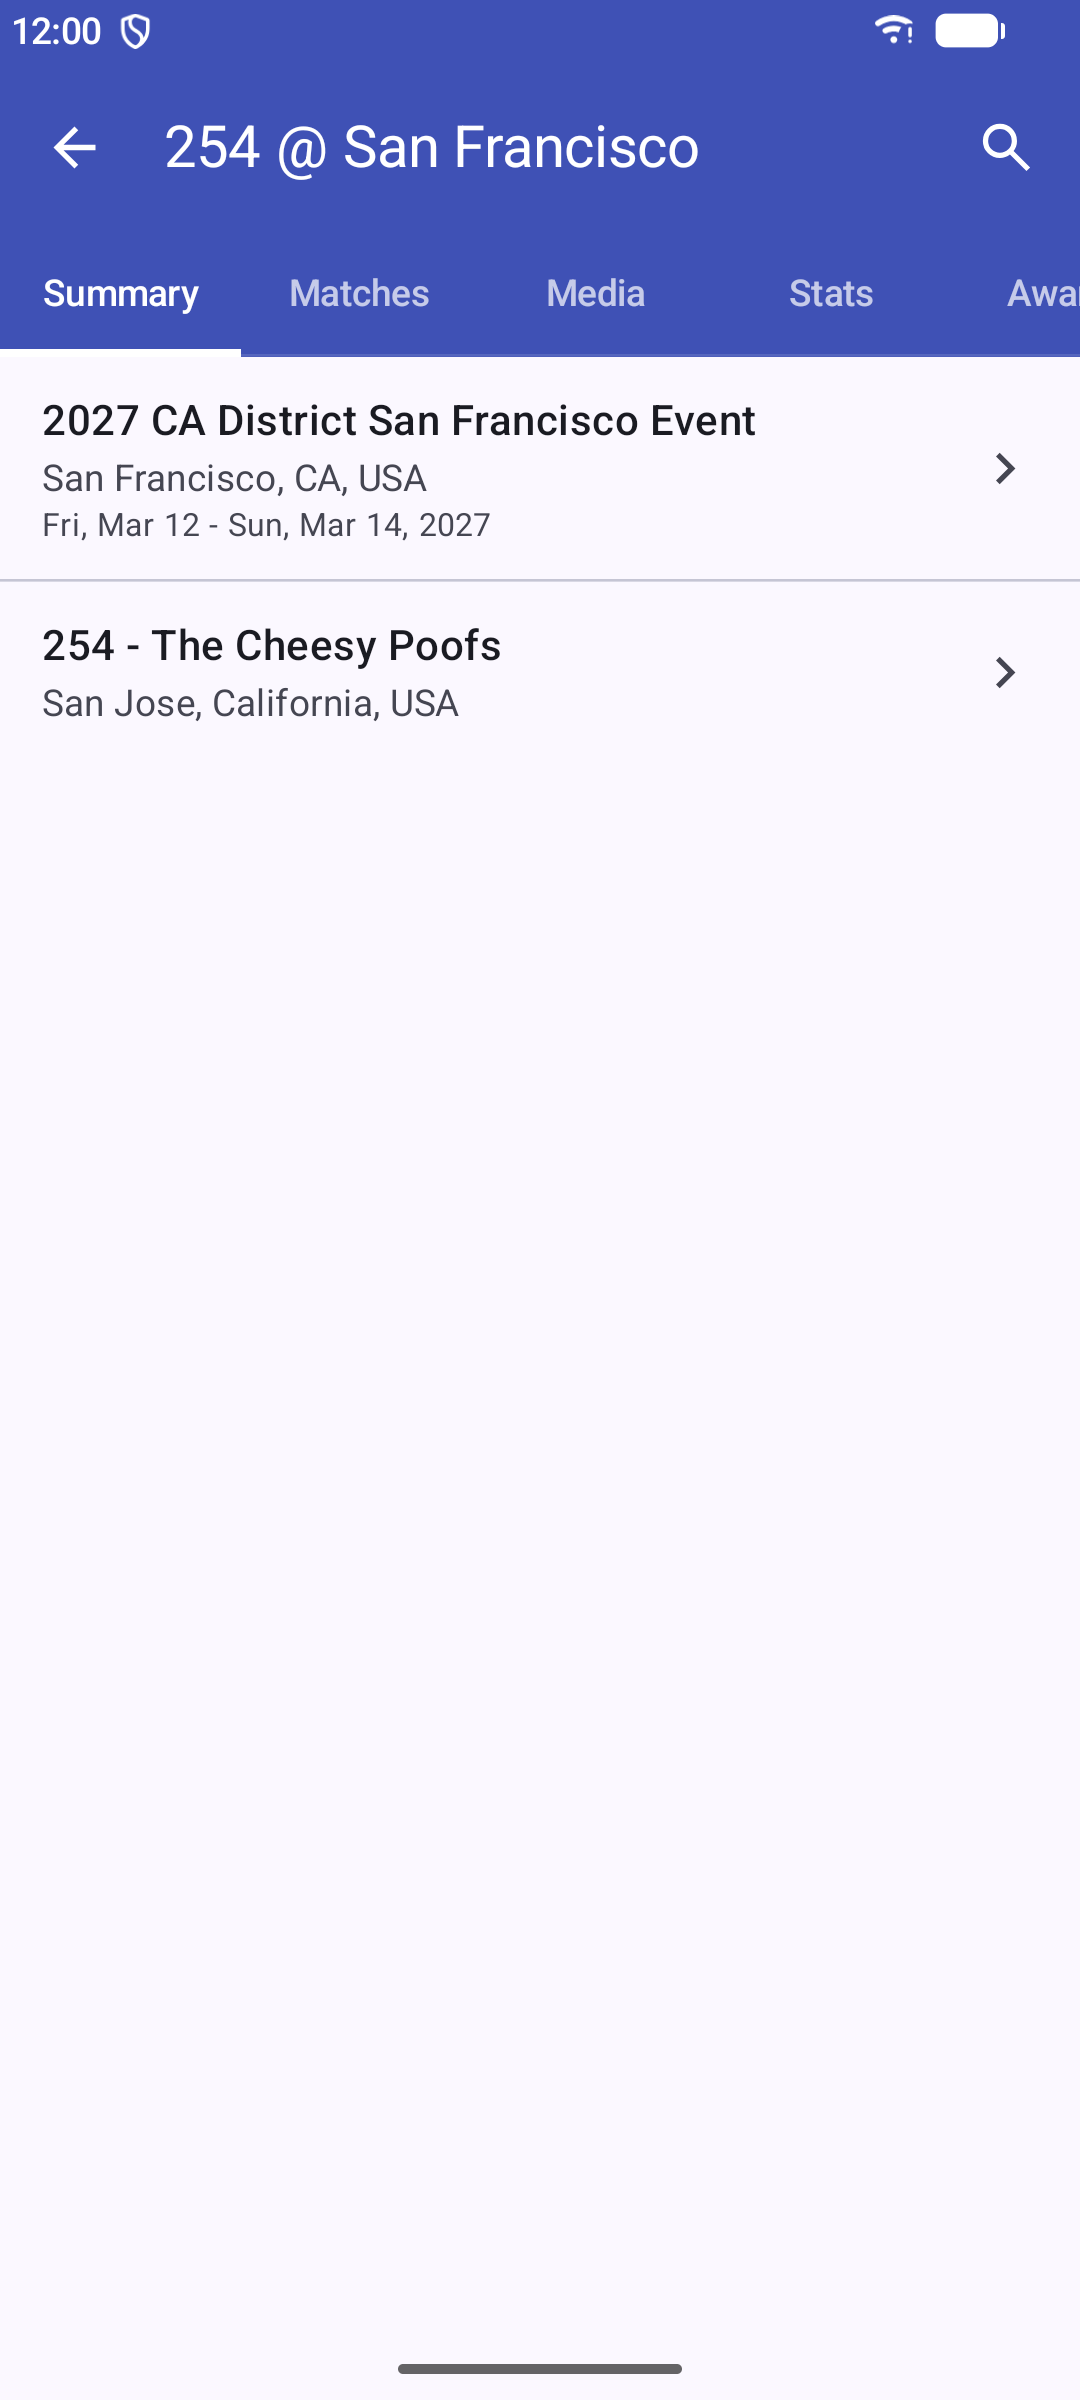 12:00
254 @ San Francisco
Summary Matches Media Stats Awa
2027 CA District San Francisco Event
San Francisco, CA, USA
Fri, Mar 12 - Sun, Mar 14, 2027
254 - The Cheesy Poofs
San Jose, California, USA